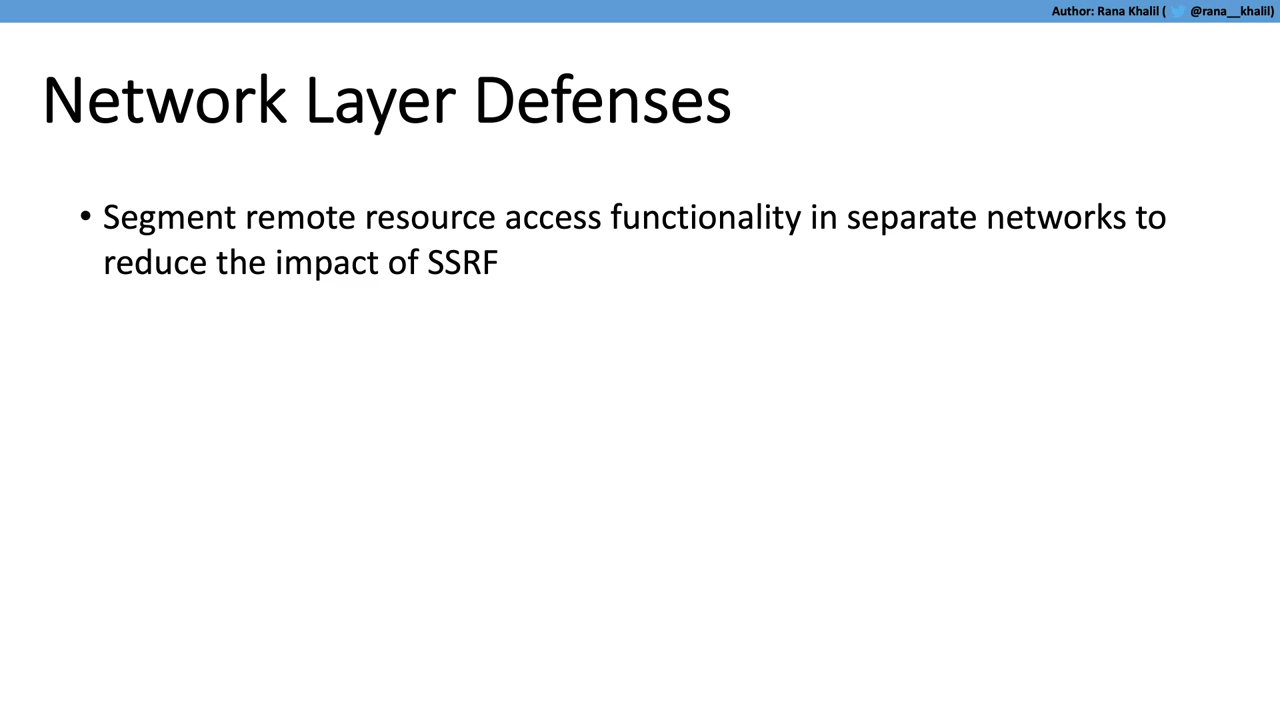 Author: Rana Khalil ( @rana__khalil)
Network Layer Defenses
• Segment remote resource access functionality in separate networks to
reduce the impact of SSRF